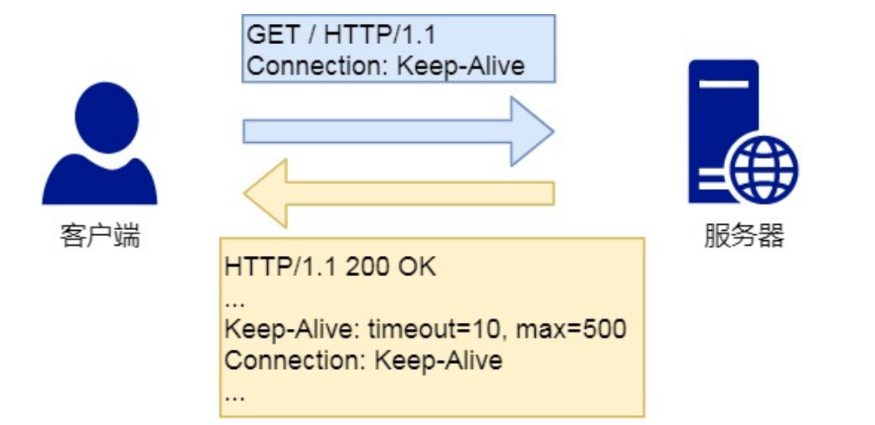 GET / HTTP/1.1
Connection: Keep-Alive
客户端
服务器
HTTP/1.1 200 OK
...
Keep-Alive: timeout=10, max=500
Connection: Keep-Alive
...